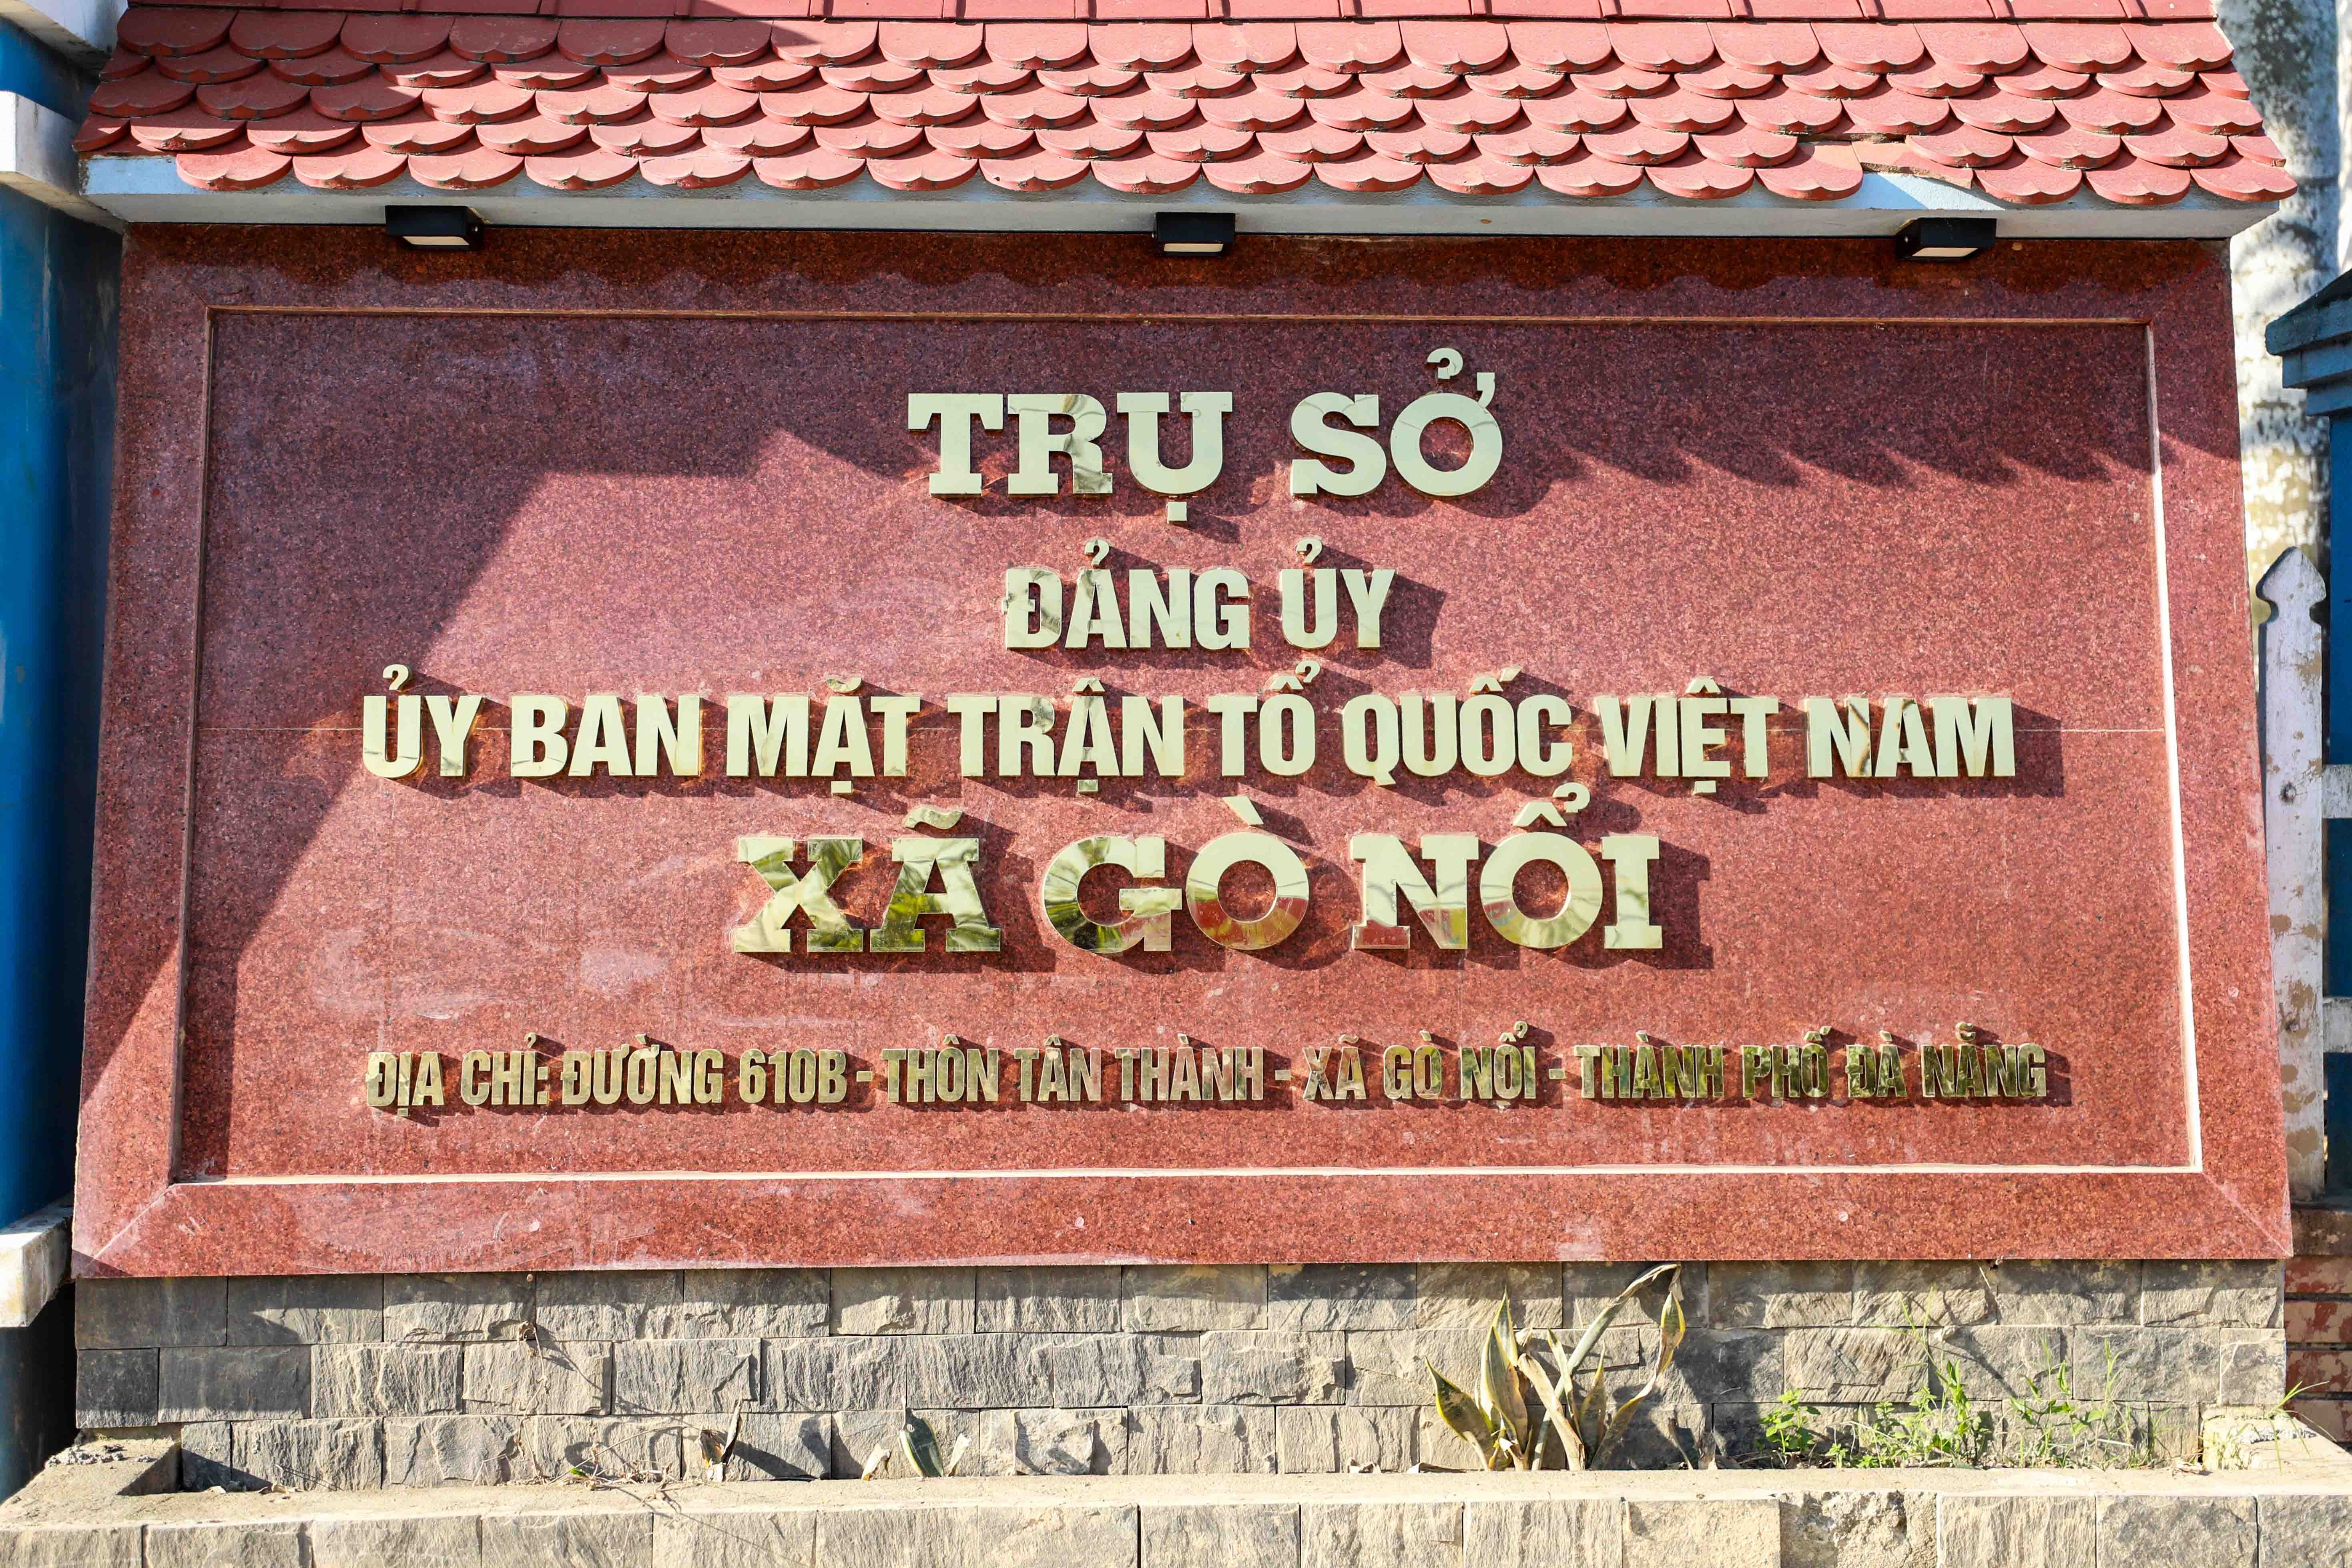 TRỤ SỞ
ĐẢNG ỦY
ỦY BAN MẶT TRẬN TỔ QUỐC VIỆT NAM
XÃ GÒ NỔI
ĐỊA CHỈ: ĐƯỜNG 610B - THÔN TÂN THÀNH - XÃ GÒ NỔI - THÀNH PHỐ ĐÀ NẴNG